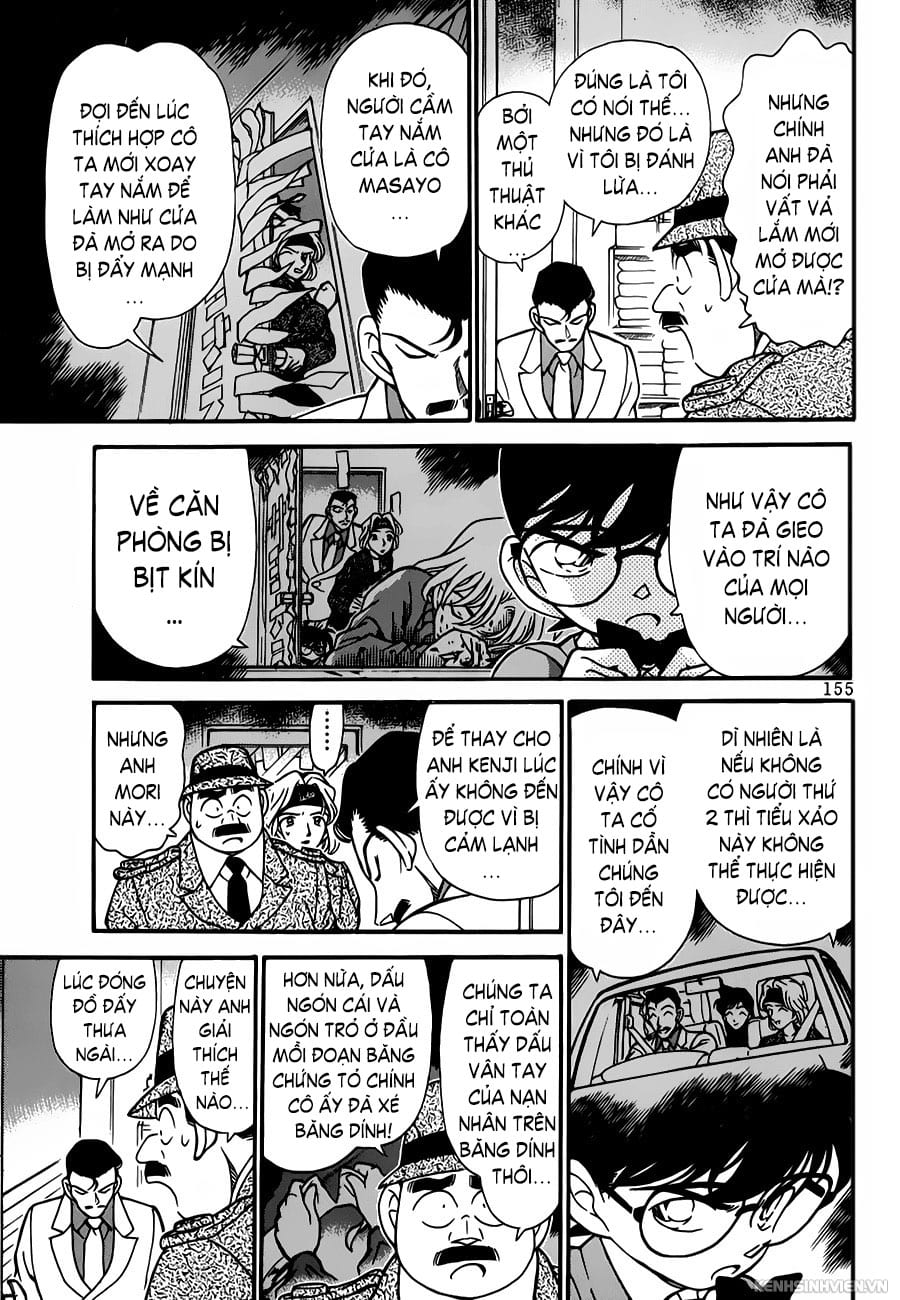 NHƯNG
CHÍNH
ANH ĐÃ
NÓI PHẢI
VẤT VẢ
LẮM MỚI
MỞ ĐƯỢC
CỬA MÀ!?
ĐÚNG LÀ TÔI
CÓ NÓI THẾ...
NHƯNG ĐÓ LÀ
VÌ TÔI BỊ ĐÁNH
LỪA...
BỞI
MỘT
THỦ
THUẬT
KHÁC
...
KHI ĐÓ,
NGƯỜI CẦM
TAY NẮM
CỬA LÀ CÔ
MASAYO
...
ĐỢI ĐẾN LÚC
THÍCH HỢP CÔ
TA MỚI XOAY
TAY NẮM ĐỂ
LÀM NHƯ CỬA
ĐÀ MỞ RA DO
BỊ ĐẨY MẠNH
...
NHƯ VẬY CÔ
TA ĐÃ GIEO
VÀO TRÍ NÃO
CỦA MỌI
NGƯỜI...
VỀ CĂN
PHÒNG BỊ
BỊT KÍN
...
155
DĨ NHIÊN LÀ
NẾU KHÔNG
CÓ NGƯỜI THỨ
2 THÌ TIỂU XẢO
NÀY KHÔNG
THỂ THỰC HIỆN
ĐƯỢC...
CHÍNH VÌ
VẬY CÔ
TA CỐ
TÌNH DẪN
CHÚNG
TÔI ĐẾN
ĐÂY...
ĐỂ THAY CHO
ANH KENJI LÚC
ẤY KHÔNG ĐẾN
ĐƯỢC VÌ BỊ
CẢM LẠNH
...
......
NHƯNG
ANH
MORI
NÀY...
CHÚNG TA
CHỈ TOÀN
THẤY DẤU
VÂN TAY
CỦA NẠN
NHÂN TRÊN
BĂNG DÍNH
THÔI...
HƠN NỮA, DẤU
NGÓN CÁI VÀ
NGÓN TRỎ Ở ĐẦU
MỖI ĐOẠN BĂNG
CHỨNG TỎ CHÍNH
CÔ ẤY ĐÃ XÉ
BĂNG DÍNH!
CHUYỆN
NÀY ANH
GIẢI
THÍCH
THẾ
NÀO...
LÚC ĐÓNG
ĐỒ ĐẤY
THƯA
NGÀI...
KENHSINHVIEN.VN